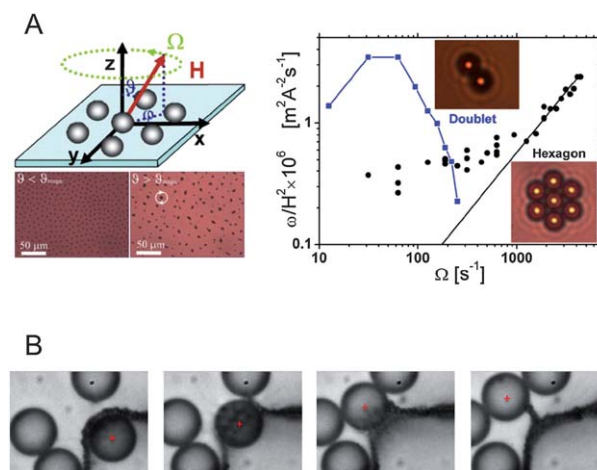 A
Ω
H
z
ϑ
φ
x
y
ϑ < ϑmagic
ϑ > ϑmagic
50 μm
50 μm
ω/H² × 10⁶ [m²A⁻²s⁻¹]
1
0.1
10
100
1000
Ω [s⁻¹]
Doublet
Hexagon
B